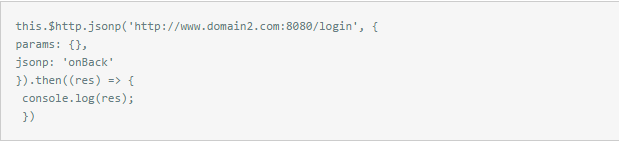 this.$http.jsonp('http://www.domain2.com:8080/login', {
params: {},
jsonp: 'onBack'
}).then((res) => {
 console.log(res);
 })